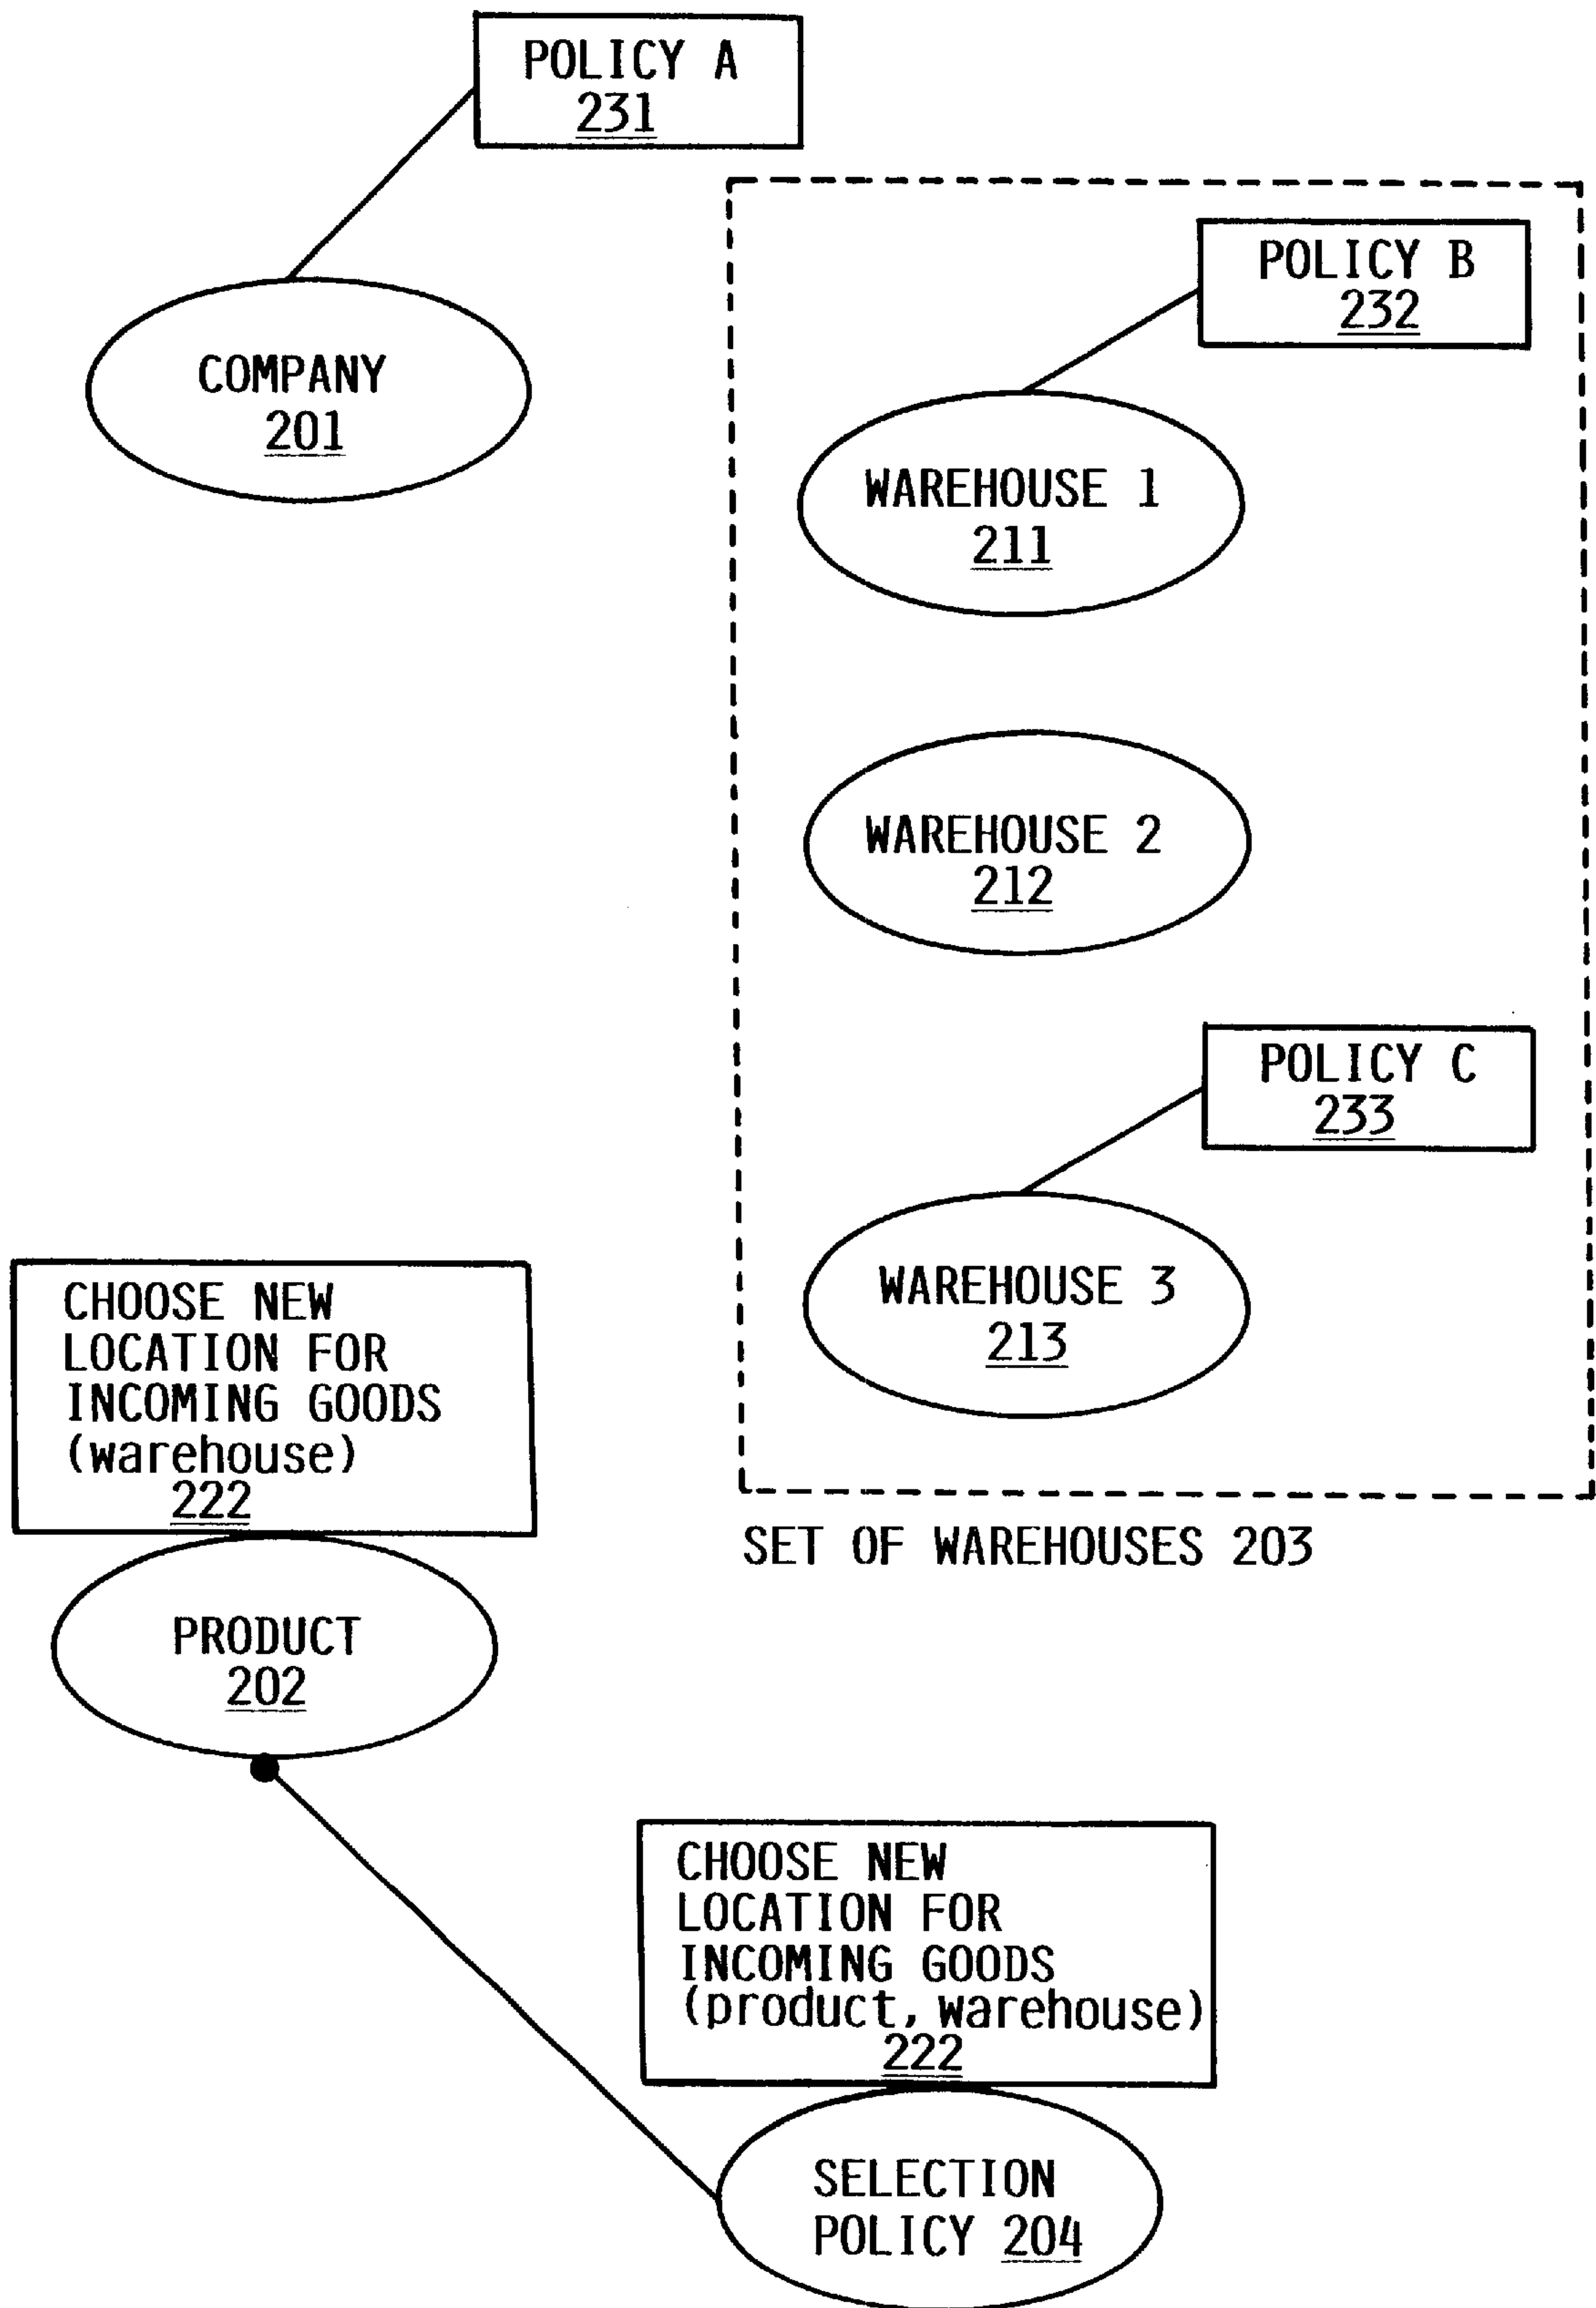 POLICY A
231
POLICY B
232
COMPANY
201
WAREHOUSE 1
211
WAREHOUSE 2
212
POLICY C
233
WAREHOUSE 3
213
CHOOSE NEW
LOCATION FOR
INCOMING GOODS
(warehouse)
222
SET OF WAREHOUSES 203
PRODUCT
202
CHOOSE NEW
LOCATION FOR
INCOMING GOODS
(product, warehouse)
222
SELECTION
POLICY 204